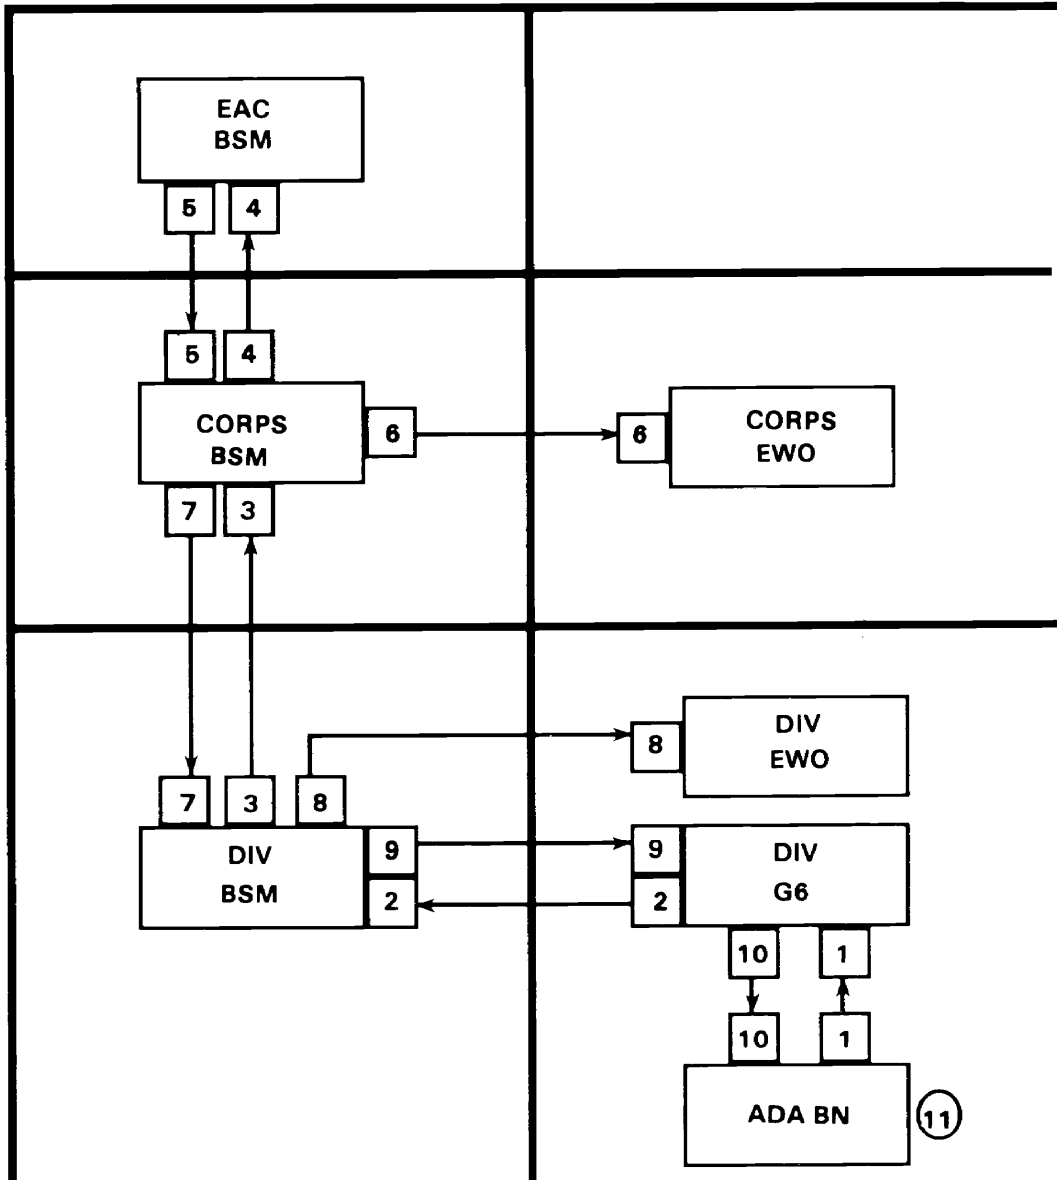 EAC
BSM
5 4
5 4
CORPS
BSM
6
6
CORPS
EWO
7 3
DIV
EWO
8
7 3 8
DIV
BSM
9
2
9
2
DIV
G6
10 1
10 1
ADA BN
11